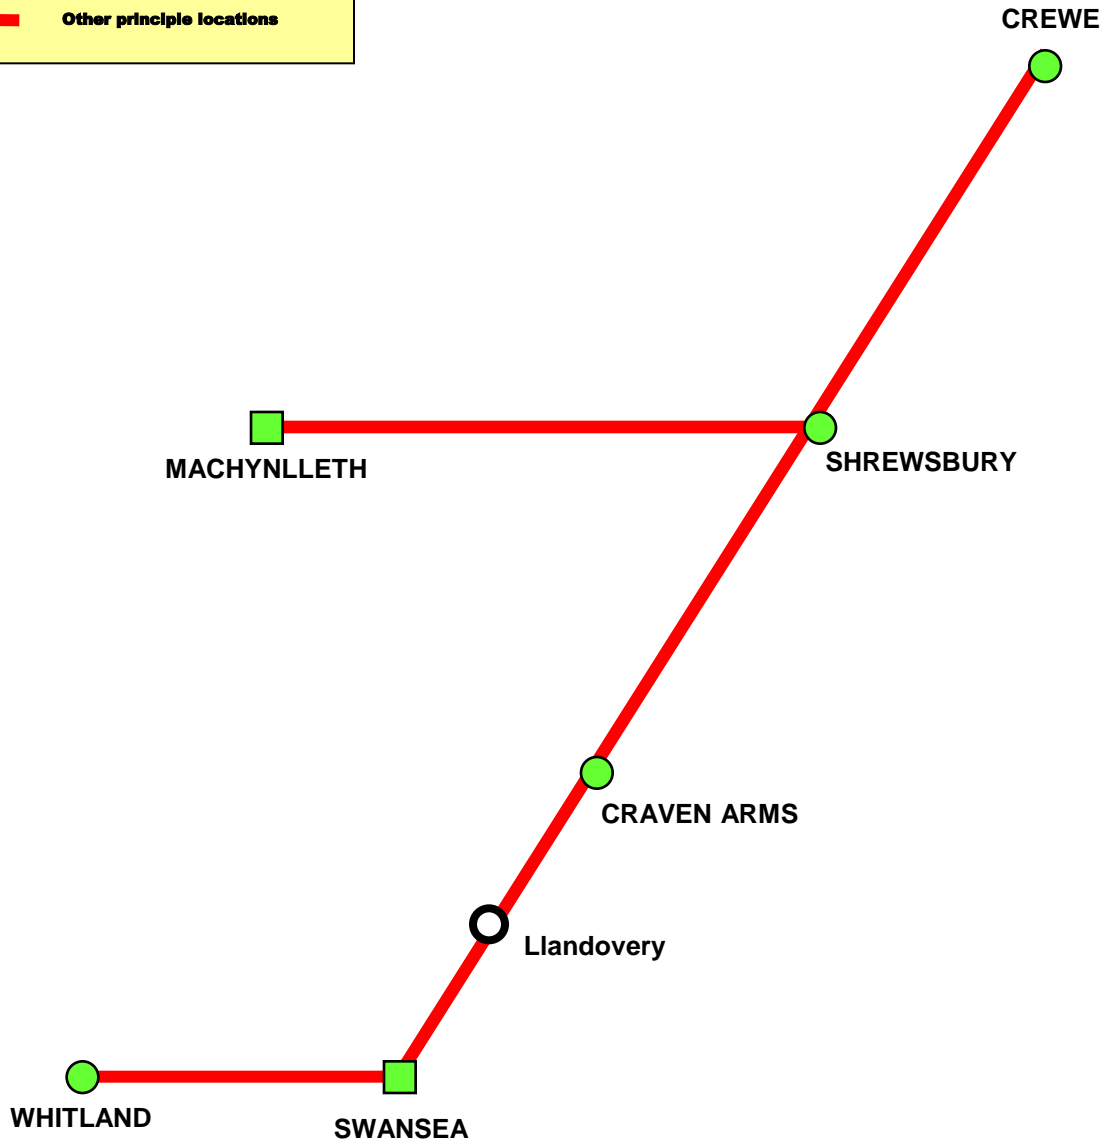 Other principle locations
CREWE
MACHYNLLETH
SHREWSBURY
CRAVEN ARMS
Llandovery
WHITLAND
SWANSEA